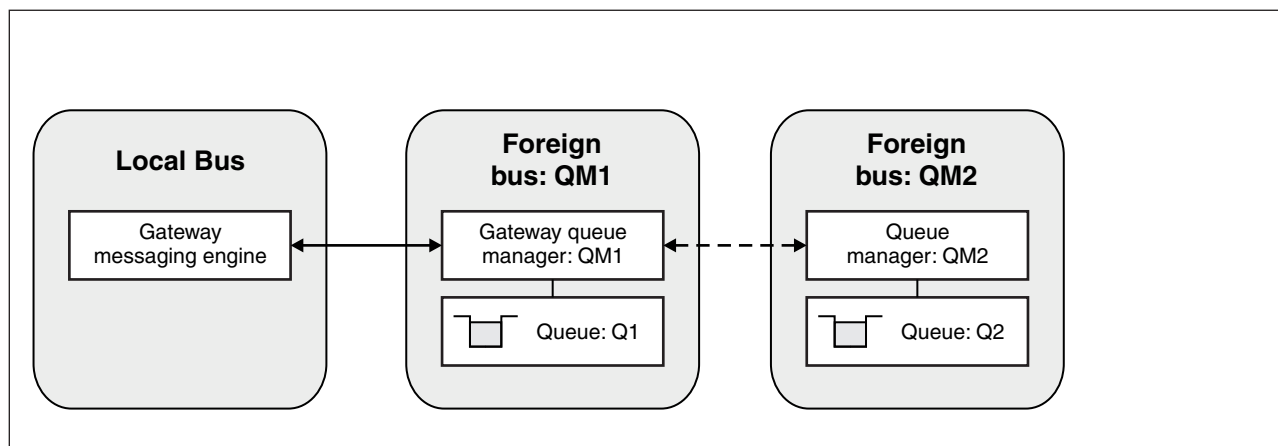 Local Bus
Gateway
messaging engine
Foreign
bus: QM1
Gateway queue
manager: QM1
Queue: Q1
Foreign
bus: QM2
Queue
manager: QM2
Queue: Q2